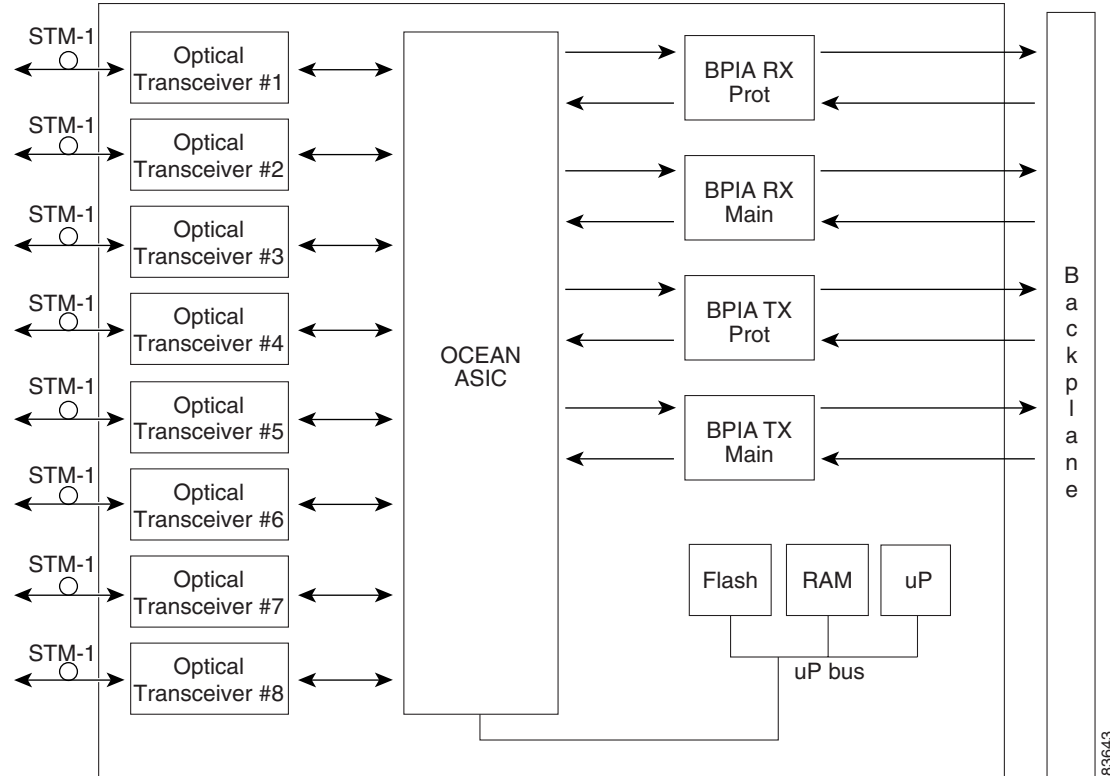 STM-1
Optical
Transceiver #1
STM-1
Optical
Transceiver #2
STM-1
Optical
Transceiver #3
STM-1
Optical
Transceiver #4
STM-1
Optical
Transceiver #5
STM-1
Optical
Transceiver #6
STM-1
Optical
Transceiver #7
STM-1
Optical
Transceiver #8
OCEAN
ASIC
BPIA RX
Prot
BPIA RX
Main
BPIA TX
Prot
BPIA TX
Main
Flash
RAM
uP
uP bus
Backplane
83643